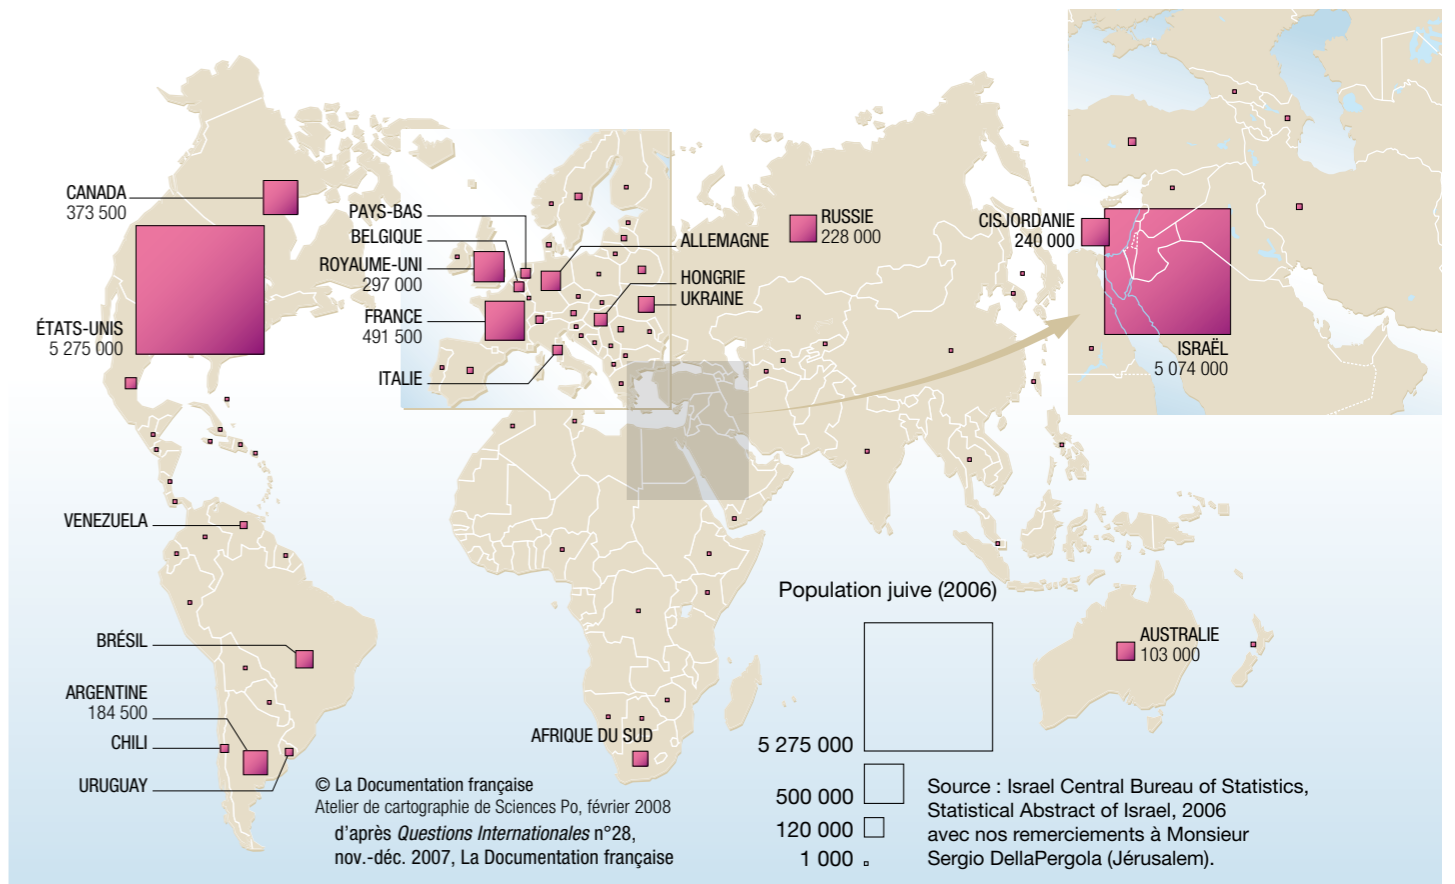 CANADA
373 500
ÉTATS-UNIS
5 275 000
PAYS-BAS
BELGIQUE
ROYAUME-UNI
297 000
FRANCE
491 500
ITALIE
ALLEMAGNE
HONGRIE
UKRAINE
RUSSIE
228 000
CISJORDANIE
240 000
ISRAËL
5 074 000
VENEZUELA
BRÉSIL
ARGENTINE
184 500
CHILI
URUGUAY
AFRIQUE DU SUD
AUSTRALIE
103 000
Population juive (2006)
5 275 000
500 000
120 000
1 000
Source : Israel Central Bureau of Statistics,
Statistical Abstract of Israel, 2006
avec nos remerciements à Monsieur
Sergio DellaPergola (Jérusalem).
© La Documentation française
Atelier de cartographie de Sciences Po, février 2008
d'après Questions Internationales n°28,
nov.-déc. 2007, La Documentation française